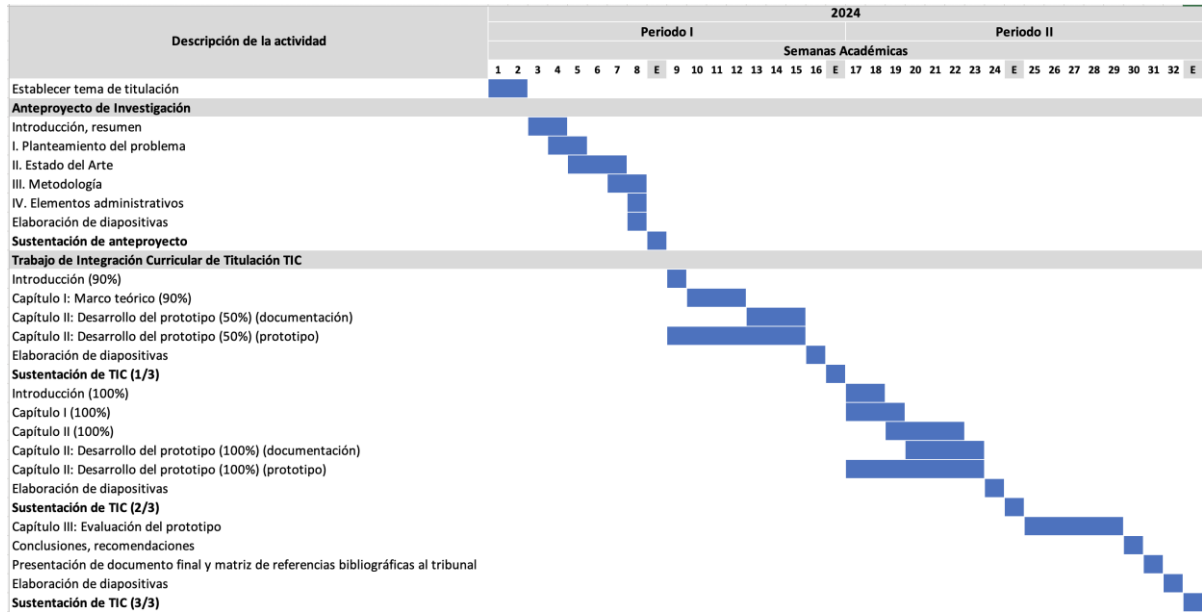 2024
Descripción de la actividad
Periodo I Periodo II
Semanas Académicas
1 2 3 4 5 6 7 8 E 9 10 11 12 13 14 15 16 E 17 18 19 20 21 22 23 24 E 25 26 27 28 29 30 31 32 E
Establecer tema de titulación
Anteproyecto de Investigación
Introducción, resumen
I. Planteamiento del problema
II. Estado del Arte
III. Metodología
IV. Elementos administrativos
Elaboración de diapositivas
Sustentación de anteproyecto
Trabajo de Integración Curricular de Titulación TIC
Introducción (90%)
Capítulo I: Marco teórico (90%)
Capítulo II: Desarrollo del prototipo (50%) (documentación)
Capítulo II: Desarrollo del prototipo (50%) (prototipo)
Elaboración de diapositivas
Sustentación de TIC (1/3)
Introducción (100%)
Capítulo I (100%)
Capítulo II (100%)
Capítulo II: Desarrollo del prototipo (100%) (documentación)
Capítulo II: Desarrollo del prototipo (100%) (prototipo)
Elaboración de diapositivas
Sustentación de TIC (2/3)
Capítulo III: Evaluación del prototipo
Conclusiones, recomendaciones
Presentación de documento final y matriz de referencias bibliográficas al tribunal
Elaboración de diapositivas
Sustentación de TIC (3/3)